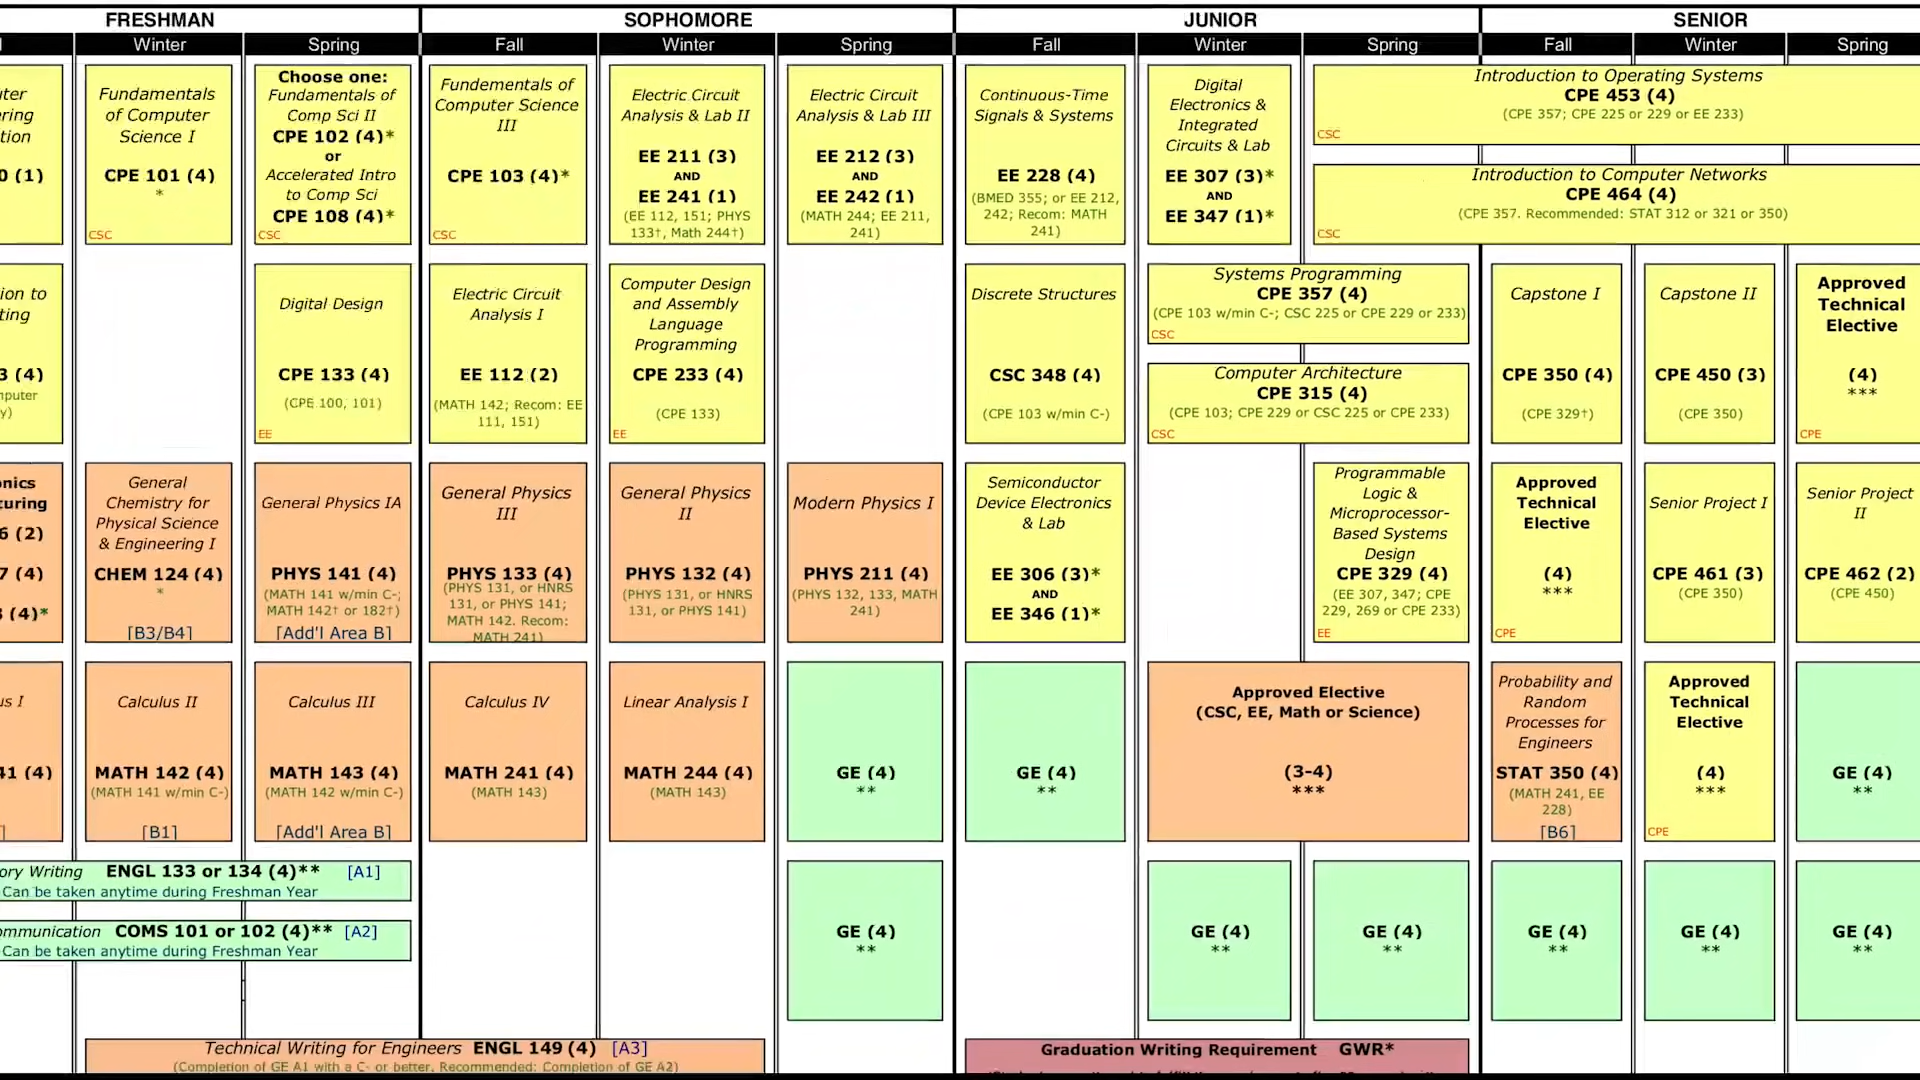 FRESHMAN
SOPHOMORE
JUNIOR
SENIOR
Winter
Spring
Fall
Winter
Spring
Fall
Winter
Spring
Fall
Winter
Spring
0 (1)
Fundamentals
of Computer
Science I
CPE 101 (4)
*
CSC
Choose one:
Fundamentals of
Comp Sci II
CPE 102 (4)*
or
Accelerated Intro
to Comp Sci
CPE 108 (4)*
CSC
Fundementals of
Computer Science
III
CPE 103 (4)*
CSC
Electric Circuit
Analysis & Lab II
EE 211 (3)
AND
EE 241 (1)
(EE 112, 151; PHYS
133†, Math 244†)
Electric Circuit
Analysis & Lab III
EE 212 (3)
AND
EE 242 (1)
(MATH 244; EE 211,
241)
Continuous-Time
Signals & Systems
EE 228 (4)
(BMED 355; or EE 212,
242; Recom: MATH
241)
Digital
Electronics &
Integrated
Circuits & Lab
EE 307 (3)*
AND
EE 347 (1)*
Introduction to Operating Systems
CPE 453 (4)
(CPE 357; CPE 225 or 229 or EE 233)
CSC
Introduction to Computer Networks
CPE 464 (4)
(CPE 357. Recommended: STAT 312 or 321 or 350)
CSC
3 (4)
Digital Design
CPE 133 (4)
(CPE 100, 101)
EE
Electric Circuit
Analysis I
EE 112 (2)
(MATH 142; Recom: EE
111, 151)
Computer Design
and Assembly
Language
Programming
CPE 233 (4)
(CPE 133)
EE
Discrete Structures
CSC 348 (4)
(CPE 103 w/min C-)
Systems Programming
CPE 357 (4)
(CPE 103 w/min C-; CSC 225 or CPE 229 or 233)
CSC
Computer Architecture
CPE 315 (4)
(CPE 103; CPE 229 or CSC 225 or CPE 233)
CSC
Capstone I
CPE 350 (4)
(CPE 329†)
Capstone II
CPE 450 (3)
(CPE 350)
Approved
Technical
Elective
(4)
***
CPE
6 (2)
7 (4)
(4)*
General
Chemistry for
Physical Science
& Engineering I
CHEM 124 (4)
*
[B3/B4]
General Physics IA
PHYS 141 (4)
(MATH 141 w/min C-;
MATH 142† or 182†)
[Add'l Area B]
General Physics
III
PHYS 133 (4)
(PHYS 131, or HNRS
131, or PHYS 141;
MATH 142. Recom:
MATH 241)
General Physics
II
PHYS 132 (4)
(PHYS 131, or HNRS
131, or PHYS 141)
Modern Physics I
PHYS 211 (4)
(PHYS 132, 133, MATH
241)
Semiconductor
Device Electronics
& Lab
EE 306 (3)*
AND
EE 346 (1)*
Programmable
Logic &
Microprocessor-
Based Systems
Design
CPE 329 (4)
(EE 307, 347; CPE
229, 269 or CPE 233)
EE
Approved
Technical
Elective
(4)
***
CPE
Senior Project I
CPE 461 (3)
(CPE 350)
Senior Project
II
CPE 462 (2)
(CPE 450)
41 (4)
Calculus II
MATH 142 (4)
(MATH 141 w/min C-)
[B1]
Calculus III
MATH 143 (4)
(MATH 142 w/min C-)
[Add'l Area B]
Calculus IV
MATH 241 (4)
(MATH 143)
Linear Analysis I
MATH 244 (4)
(MATH 143)
GE (4)
**
GE (4)
**
Approved Elective
(CSC, EE, Math or Science)
(3-4)
***
Probability and
Random
Processes for
Engineers
STAT 350 (4)
(MATH 241, EE
228)
[B6]
Approved
Technical
Elective
(4)
***
CPE
GE (4)
**
Writing ENGL 133 or 134 (4)** [A1]
Can be taken anytime during Freshman Year
COMS 101 or 102 (4)** [A2]
Can be taken anytime during Freshman Year
GE (4)
**
GE (4)
**
GE (4)
**
GE (4)
**
GE (4)
**
GE (4)
**
Technical Writing for Engineers ENGL 149 (4) [A3]
(Completion of GE A1 with a C- or better. Recommended: Completion of GE A2)
Graduation Writing Requirement GWR*